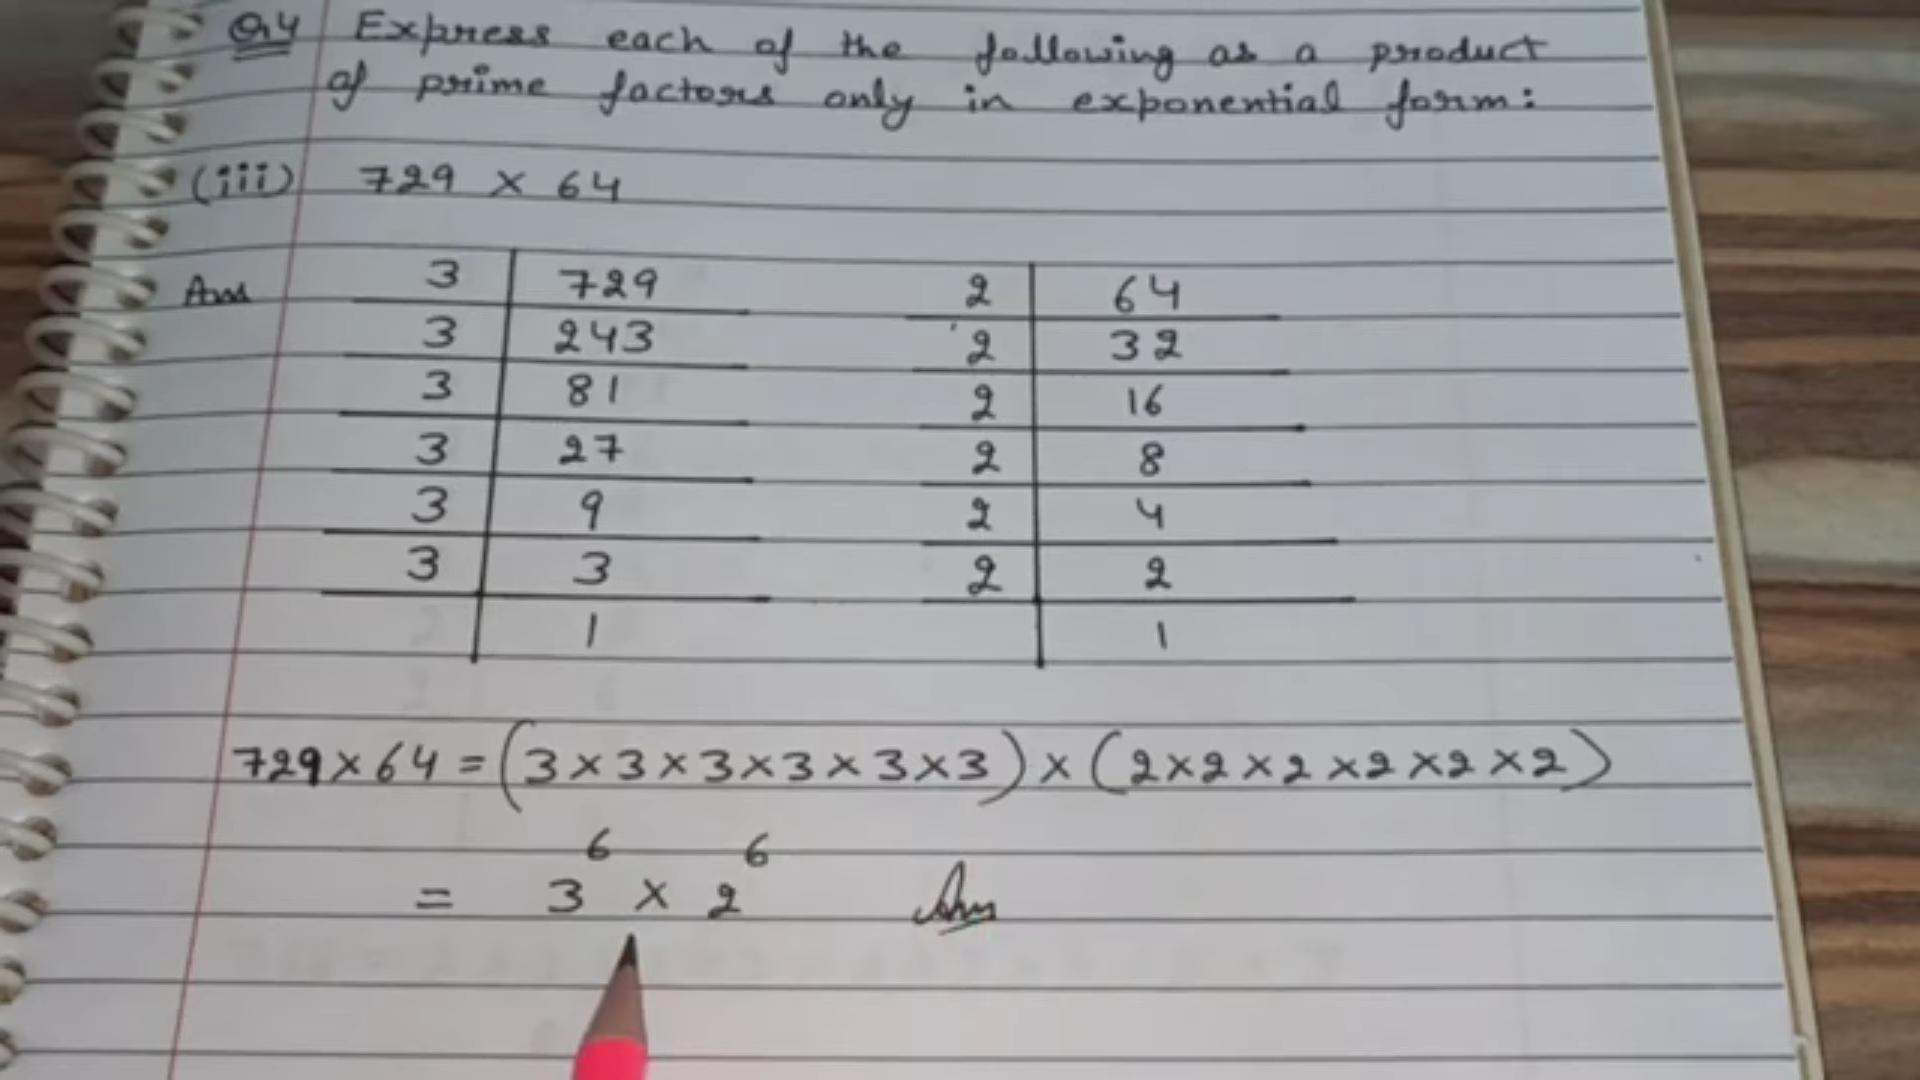 Q.4 Express each of the following as a product
of prime factors only in exponential form:
(iii) 729 × 64
Ans 3 729 2 64
3 243 2 32
3 81 2 16
3 27 2 8
3 9 2 4
3 3 2 2
1 1
729×64 = (3×3×3×3×3×3)×(2×2×2×2×2×2)
= 3⁶ × 2⁶ Ans